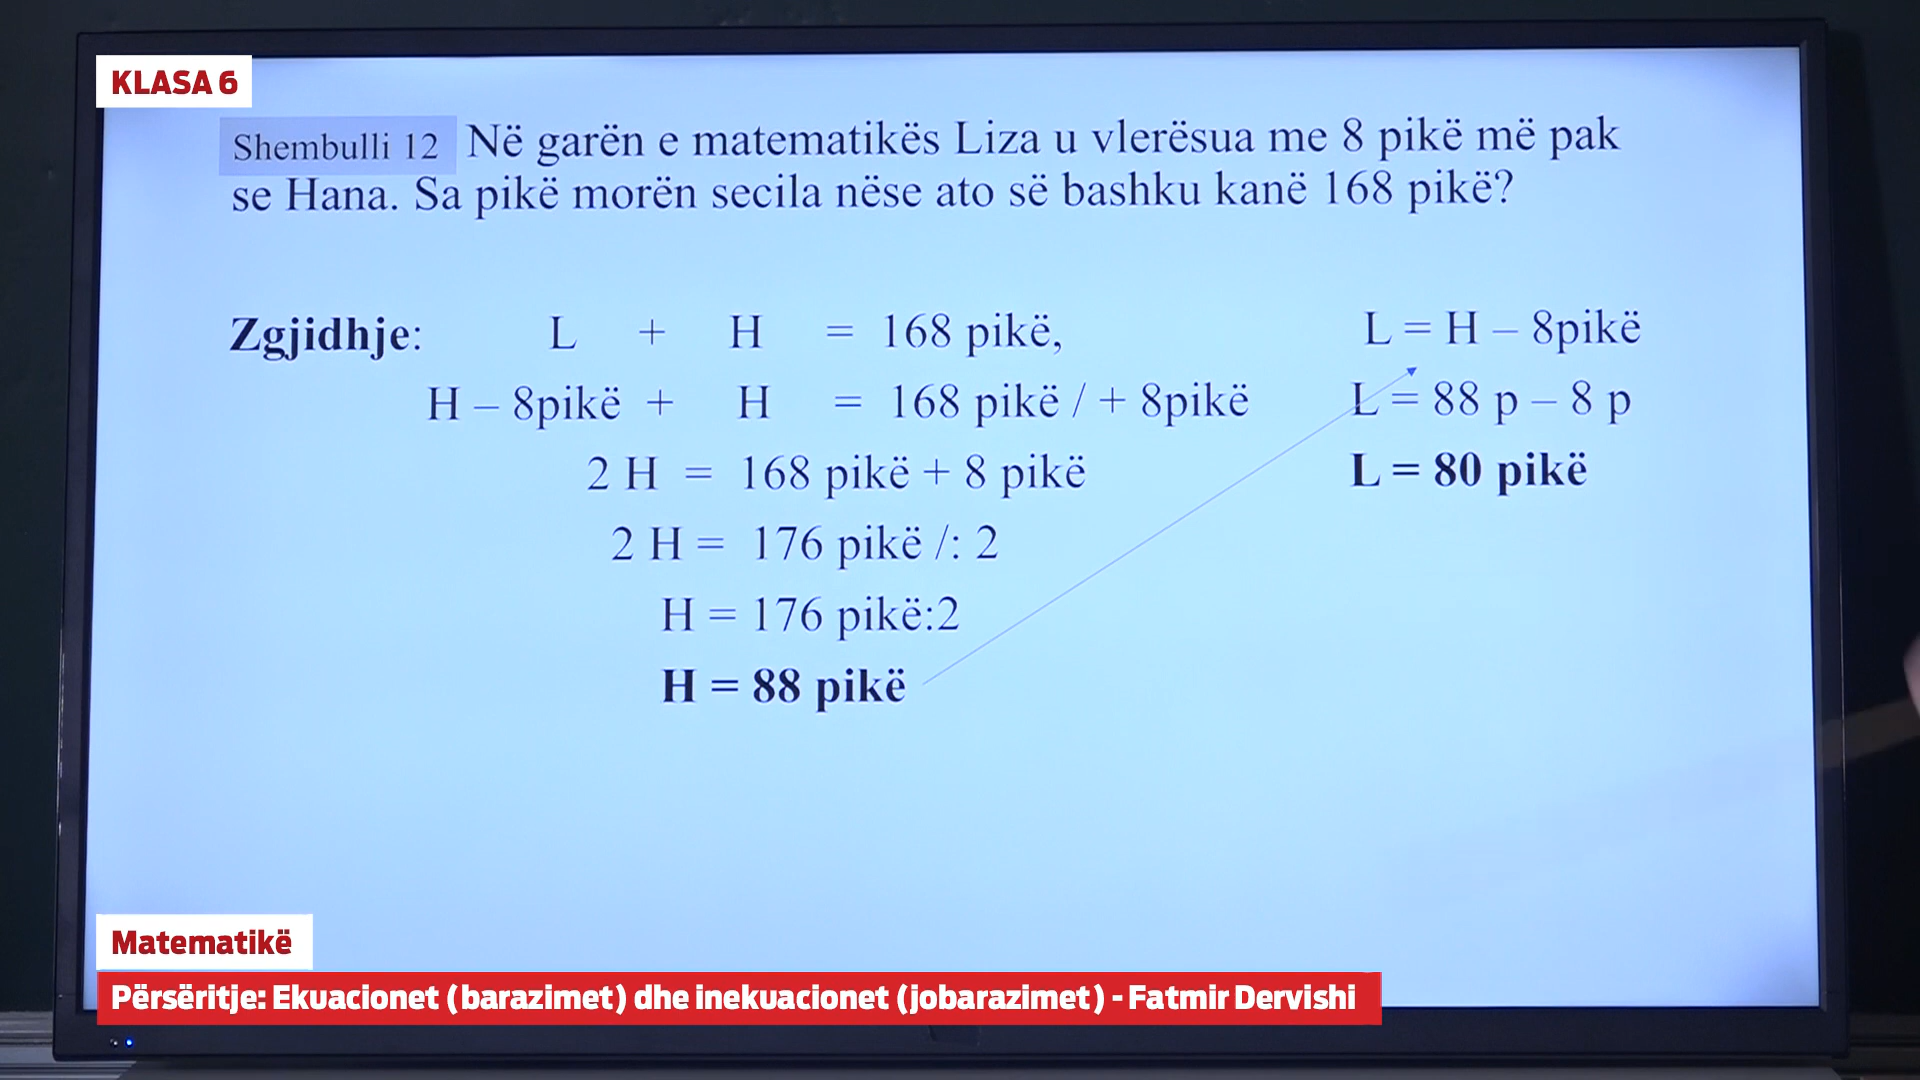 KLASA 6
Shembulli 12 Në garën e matematikës Liza u vlerësua me 8 pikë më pak
se Hana. Sa pikë morën secila nëse ato së bashku kanë 168 pikë?
Zgjidhje: L + H = 168 pikë, L = H – 8pikë
H – 8pikë + H = 168 pikë / + 8pikë L = 88 p – 8 p
2 H = 168 pikë + 8 pikë L = 80 pikë
2 H = 176 pikë /: 2
H = 176 pikë:2
H = 88 pikë
Matematikë
Përsëritje: Ekuacionet (barazimet) dhe inekuacionet (jobarazimet) - Fatmir Dervishi